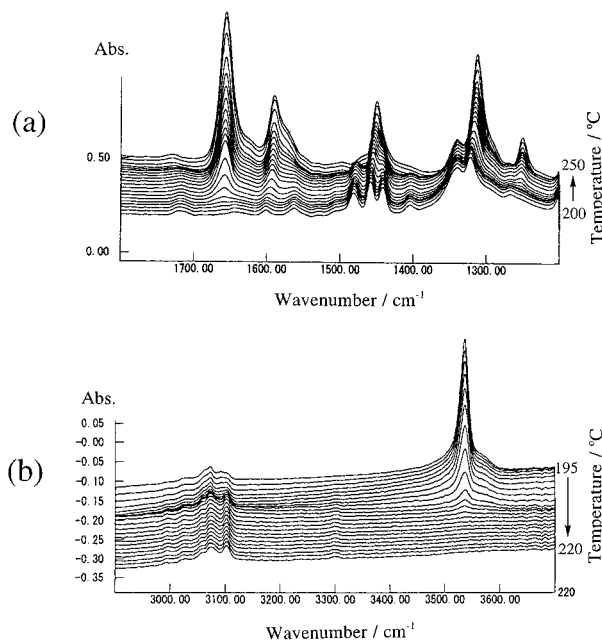 (a)
Abs.
0.50
0.00
1700.00 1600.00 1500.00 1400.00 1300.00
Wavenumber / cm⁻¹
250
200
Temperature / °C
(b)
Abs.
0.05
-0.00
-0.05
-0.10
-0.15
-0.20
-0.25
-0.30
-0.35
3000.00 3100.00 3200.00 3300.00 3400.00 3500.00 3600.00
Wavenumber / cm⁻¹
195
220
220
Temperature / °C